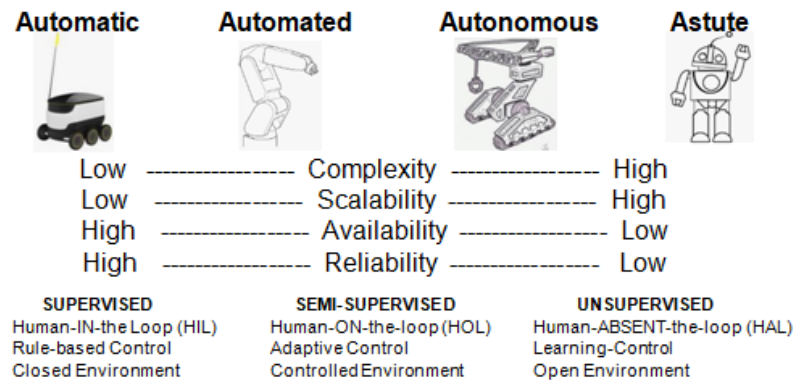 Automatic Automated Autonomous Astute
Low ------------------ Complexity ------------------ High
Low ------------------ Scalability ------------------ High
High ------------------ Availability ------------------ Low
High ------------------ Reliability ------------------ Low
SUPERVISED SEMI-SUPERVISED UNSUPERVISED
Human-IN-the Loop (HIL) Human-ON-the-loop (HOL) Human-ABSENT-the-loop (HAL)
Rule-based Control Adaptive Control Learning-Control
Closed Environment Controlled Environment Open Environment